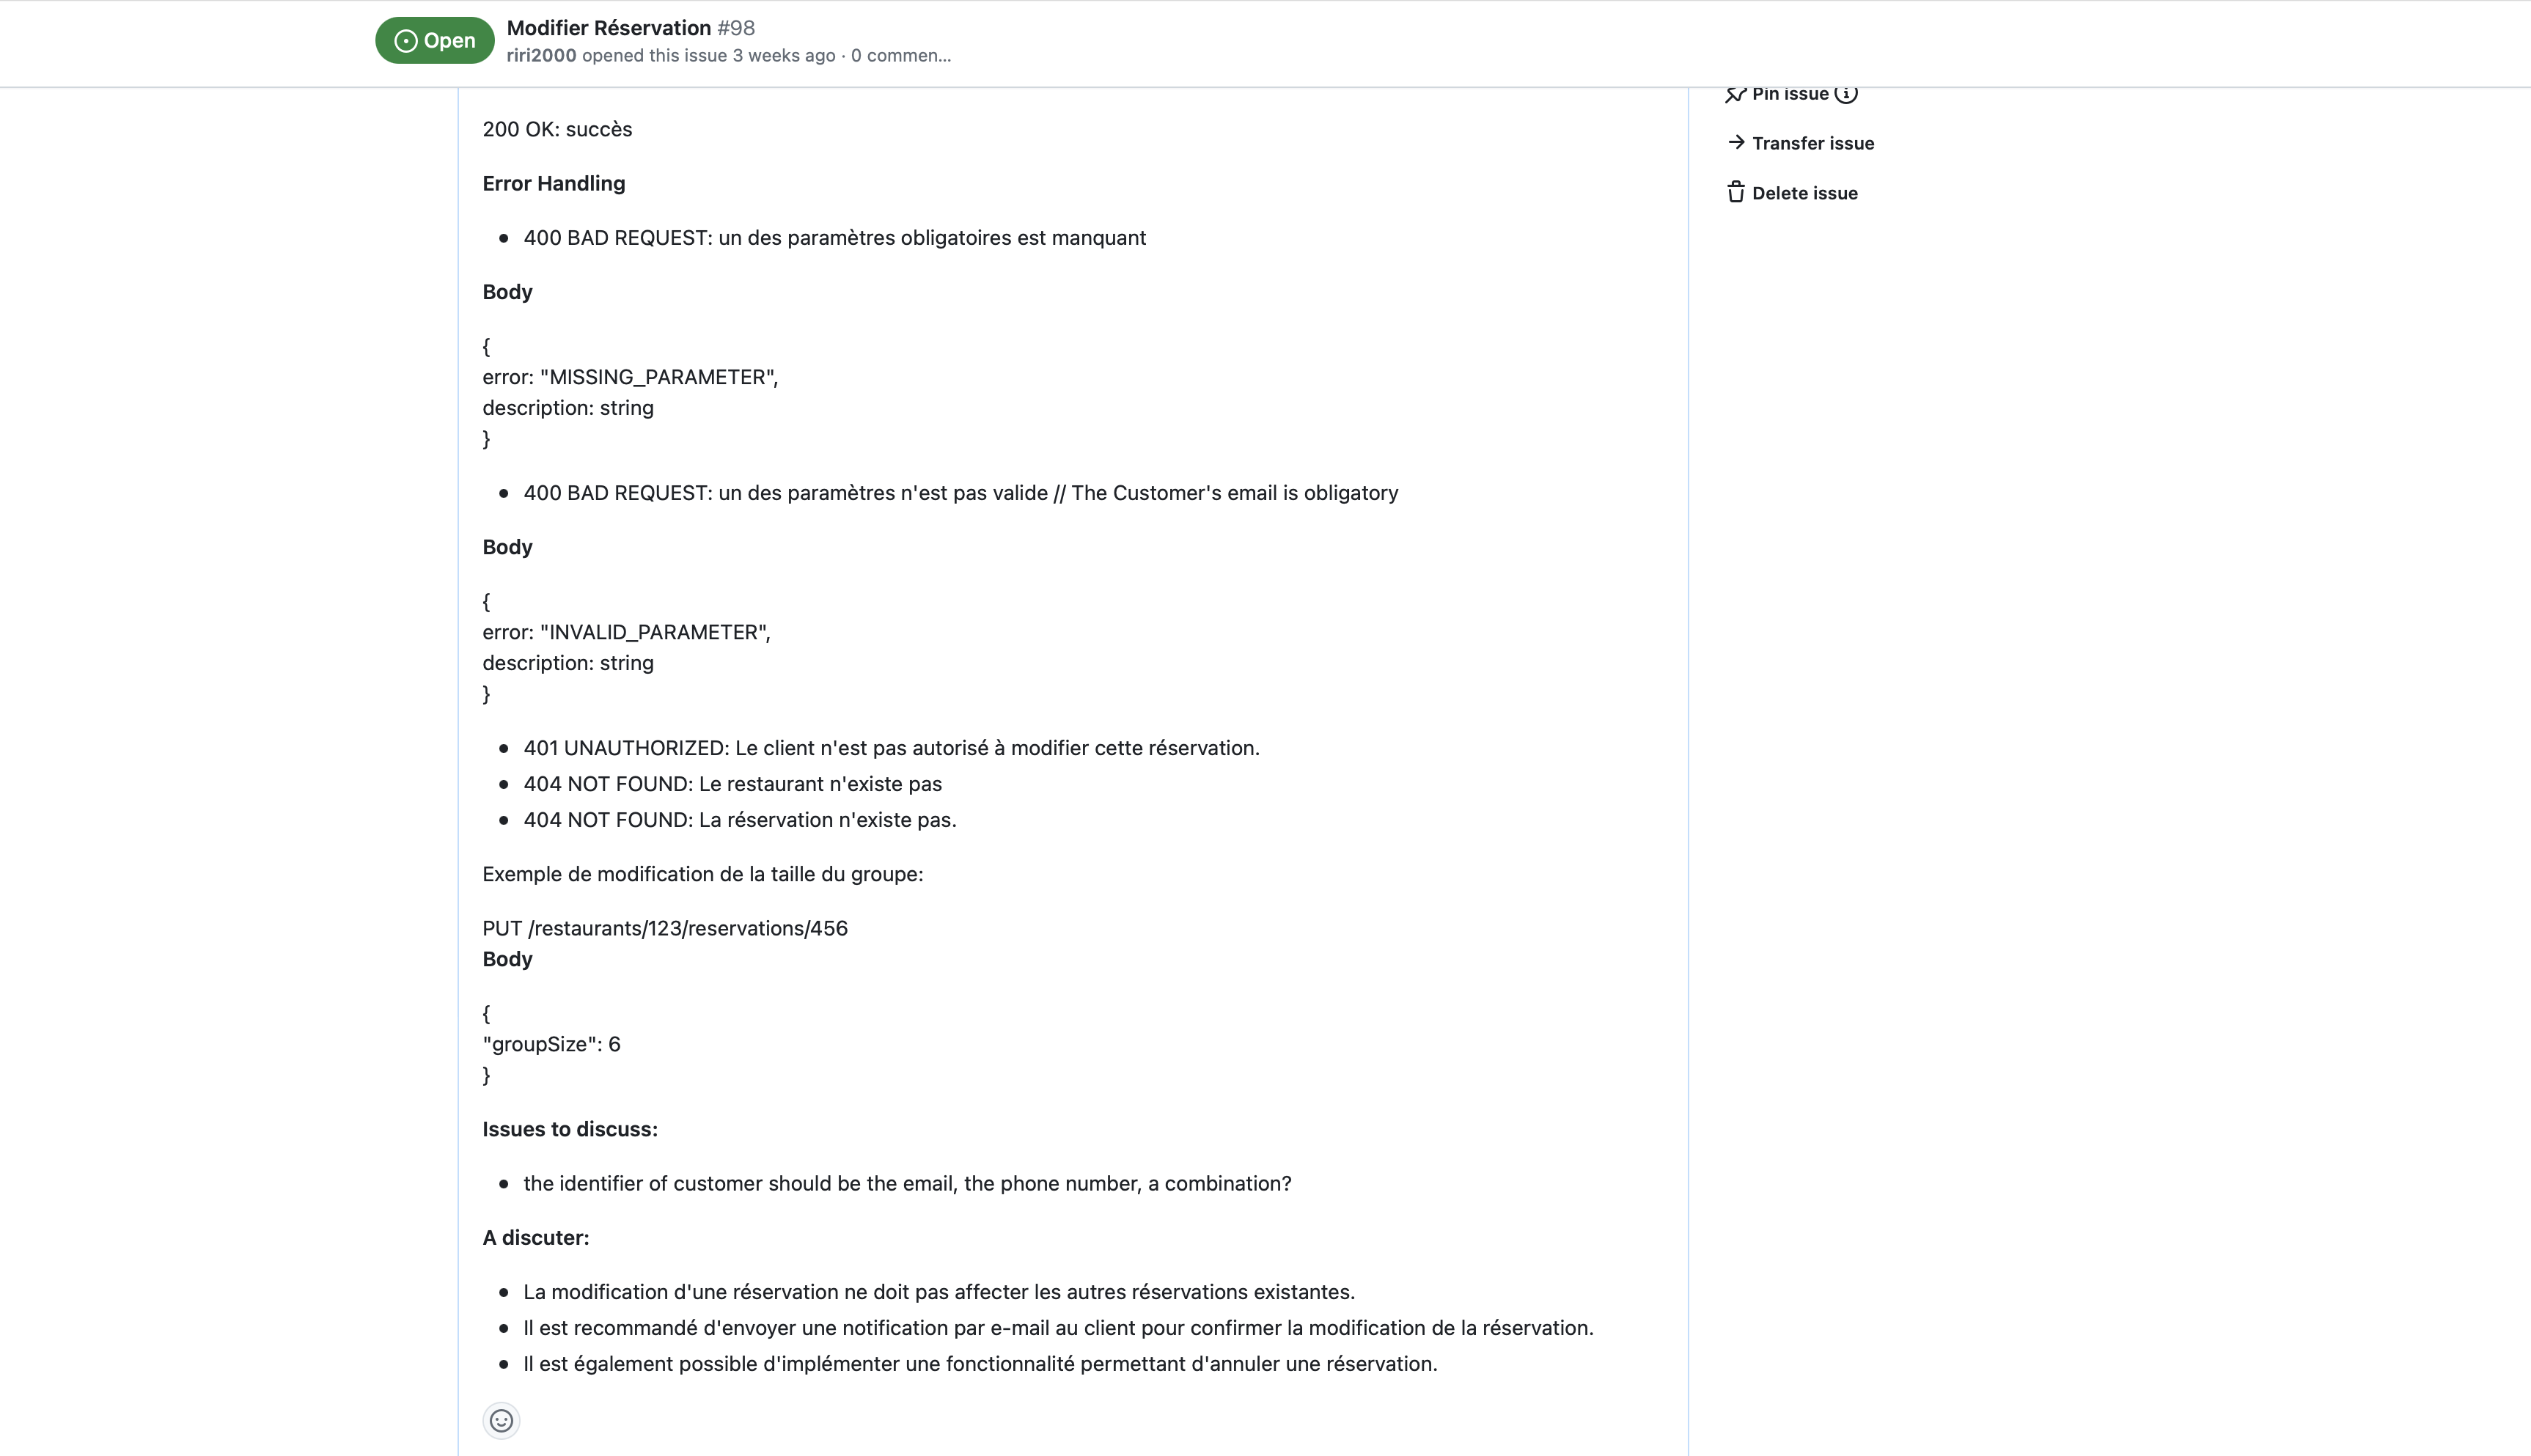 Open
Modifier Réservation #98
riri2000 opened this issue 3 weeks ago · 0 commen...
Pin issue
Transfer issue
Delete issue
200 OK: succès
Error Handling
400 BAD REQUEST: un des paramètres obligatoires est manquant
Body
{
error: "MISSING_PARAMETER",
description: string
}
400 BAD REQUEST: un des paramètres n'est pas valide // The Customer's email is obligatory
Body
{
error: "INVALID_PARAMETER",
description: string
}
401 UNAUTHORIZED: Le client n'est pas autorisé à modifier cette réservation.
404 NOT FOUND: Le restaurant n'existe pas
404 NOT FOUND: La réservation n'existe pas.
Exemple de modification de la taille du groupe:
PUT /restaurants/123/reservations/456
Body
{
"groupSize": 6
}
Issues to discuss:
the identifier of customer should be the email, the phone number, a combination?
A discuter:
La modification d'une réservation ne doit pas affecter les autres réservations existantes.
Il est recommandé d'envoyer une notification par e-mail au client pour confirmer la modification de la réservation.
Il est également possible d'implémenter une fonctionnalité permettant d'annuler une réservation.